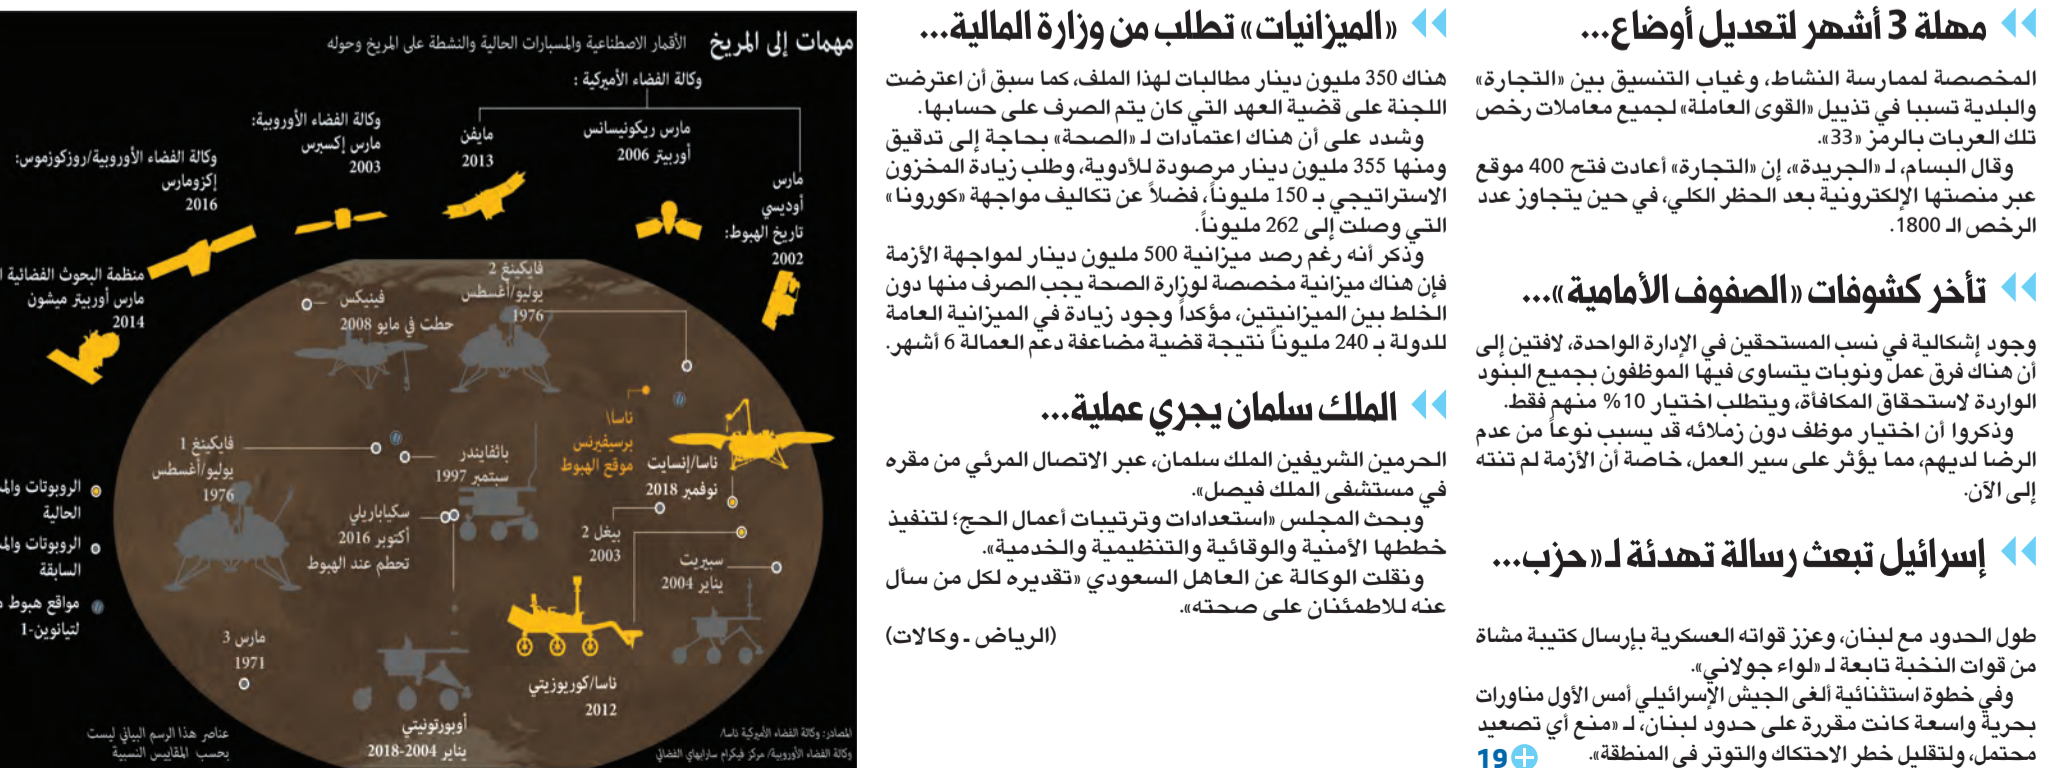 مهلة 3 أشهر لتعديل أوضاع...
المخصصة لممارسة النشاط، وغياب التنسيق بين «التجارة»
والبلدية تسببا في تذييل «القوى العاملة» لجميع معاملات رخص
تلك العربات بالرمز «33».
وقال البسام، لـ «الجريدة»، إن «التجارة» أعادت فتح 400 موقع
عبر منصتها الإلكترونية بعد الحظر الكلي، في حين يتجاوز عدد
الرخص الـ 1800.
تأخر كشوفات «الصفوف الأمامية»...
وجود إشكالية في نسب المستحقين في الإدارة الواحدة، لافتين إلى
أن هناك فرق عمل ونوبات يتساوى فيها الموظفون بجميع البنود
الواردة لاستحقاق المكافأة، ويتطلب اختيار 10% منهم فقط.
وذكروا أن اختيار موظف دون زملائه قد يسبب نوعاً من عدم
الرضا لديهم، مما يؤثر على سير العمل، خاصة أن الأزمة لم تنته
إلى الآن.
إسرائيل تبعث رسالة تهدئة لـ «حزب...
طول الحدود مع لبنان، وعزز قواته العسكرية بإرسال كتيبة مشاة
من قوات النخبة تابعة لـ «لواء جولاني».
وفي خطوة استثنائية ألغى الجيش الإسرائيلي أمس الأول مناورات
بحرية واسعة كانت مقررة على حدود لبنان، لـ «منع أي تصعيد
محتمل، ولتقليل خطر الاحتكاك والتوتر في المنطقة».
19
«الميزانيات» تطلب من وزارة المالية...
هناك 350 مليون دينار مطالبات لهذا الملف، كما سبق أن اعترضت
اللجنة على قضية العهد التي كان يتم الصرف على حسابها.
وشدد على أن هناك اعتمادات لـ «الصحة» بحاجة إلى تدقيق
ومنها 355 مليون دينار مرصودة للأدوية، وطلب زيادة المخزون
الاستراتيجي بـ 150 مليوناً، فضلاً عن تكاليف مواجهة «كورونا»
التي وصلت إلى 262 مليوناً.
وذكر أنه رغم رصد ميزانية 500 مليون دينار لمواجهة الأزمة
فإن هناك ميزانية مخصصة لوزارة الصحة يجب الصرف منها دون
الخلط بين الميزانيتين، مؤكداً وجود زيادة في الميزانية العامة
للدولة بـ 240 مليوناً نتيجة قضية مضاعفة دعم العمالة 6 أشهر.
الملك سلمان يجري عملية...
الحرمين الشريفين الملك سلمان، عبر الاتصال المرئي من مقره
في مستشفى الملك فيصل».
وبحث المجلس «استعدادات وترتيبات أعمال الحج؛ لتنفيذ
خططها الأمنية والوقائية والتنظيمية والخدمية».
ونقلت الوكالة عن العاهل السعودي «تقديره لكل من سأل
عنه للاطمئنان على صحته».
(الرياض ـ وكالات)
مهمات إلى المريخ
الأقمار الاصطناعية والمسبارات الحالية والنشطة على المريخ وحوله
وكالة الفضاء الأميركية :
مارس
أوديسي
تاريخ الهبوط:
2002
مارس ريكونيسانس
أوربيتر 2006
مايفن
2013
وكالة الفضاء الأوروبية:
مارس إكسبرس
2003
وكالة الفضاء الأوروبية/روزكوزموس:
إكزومارس
2016
منظمة البحوث الفضائية
مارس أوربيتر ميشون
2014
فايكينغ 2
يوليو/أغسطس
1976
فينيكس
حطت في مايو 2008
ناسا\
برسيفيرنس
موقع الهبوط
ناسا/إنسايت
نوفمبر 2018
فايكينغ 1
يوليو/أغسطس
1976
باثفايندر
سبتمبر 1997
سكياباريلي
أكتوبر 2016
تحطم عند الهبوط
بيغل 2
2003
سبيريت
يناير 2004
مارس 3
1971
ناسا/كوريوزيتي
2012
أوبورتونيتي
يناير 2004-2018
الروبوتات
الحالية
الروبوتات
السابقة
مواقع هبوط
لتيانوين-1
عناصر هذا الرسم البياني ليست
بحسب المقاييس النسبية
المصادر: وكالة الفضاء الأميركية ناسا/
وكالة الفضاء الأوروبية/ مركز فيكرام سارابهاي الفضائي